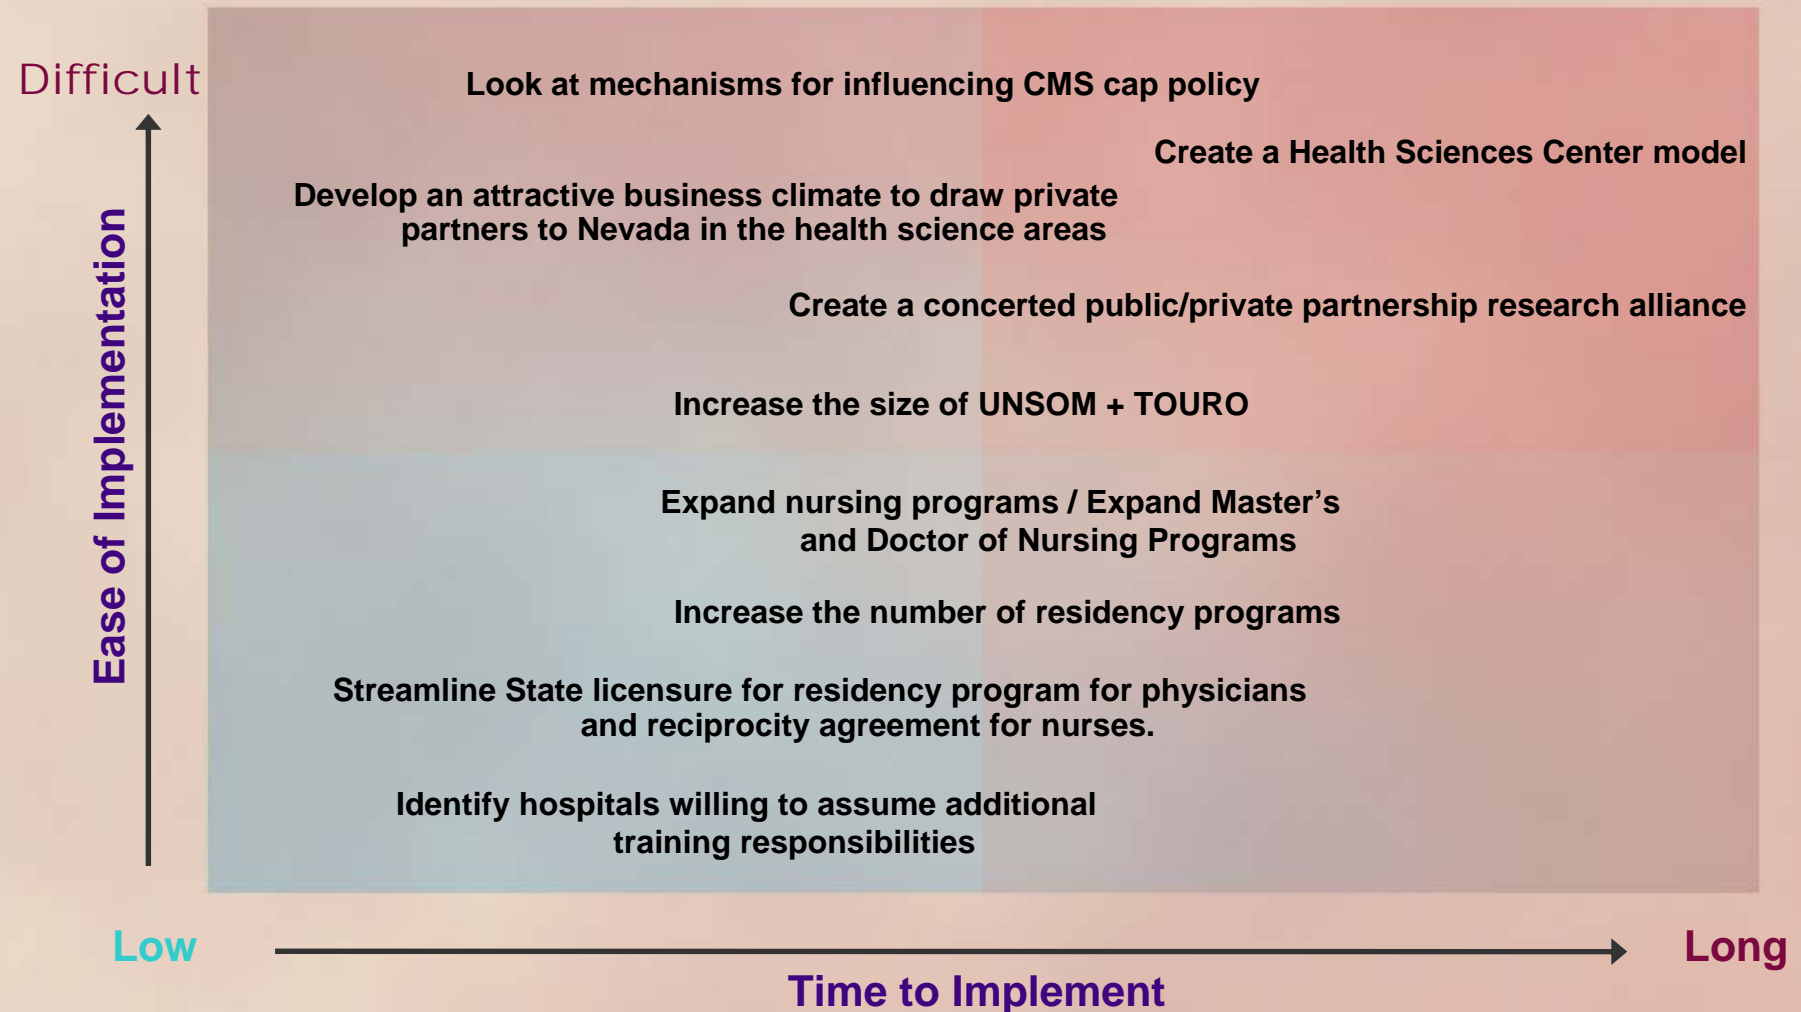 Difficult
Look at mechanisms for influencing CMS cap policy
Create a Health Sciences Center model
Develop an attractive business climate to draw private
partners to Nevada in the health science areas
Create a concerted public/private partnership research alliance
Ease of Implementation
Increase the size of UNSOM + TOURO
Expand nursing programs / Expand Master’s
and Doctor of Nursing Programs
Increase the number of residency programs
Streamline State licensure for residency program for physicians
and reciprocity agreement for nurses.
Identify hospitals willing to assume additional
training responsibilities
Low
Long
Time to Implement